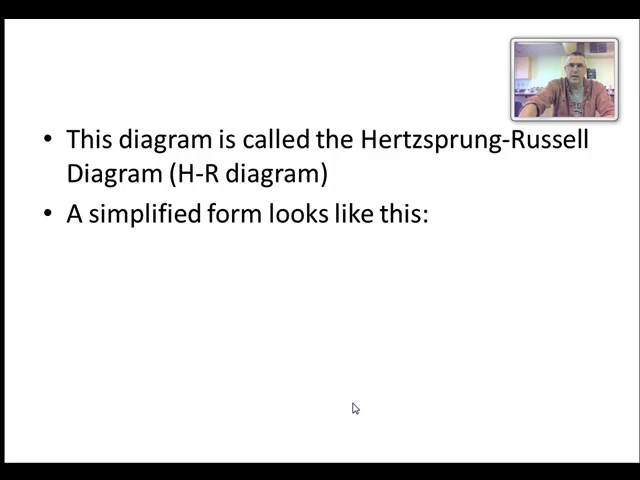 • This diagram is called the Hertzsprung-Russell
Diagram (H-R diagram)
• A simplified form looks like this: